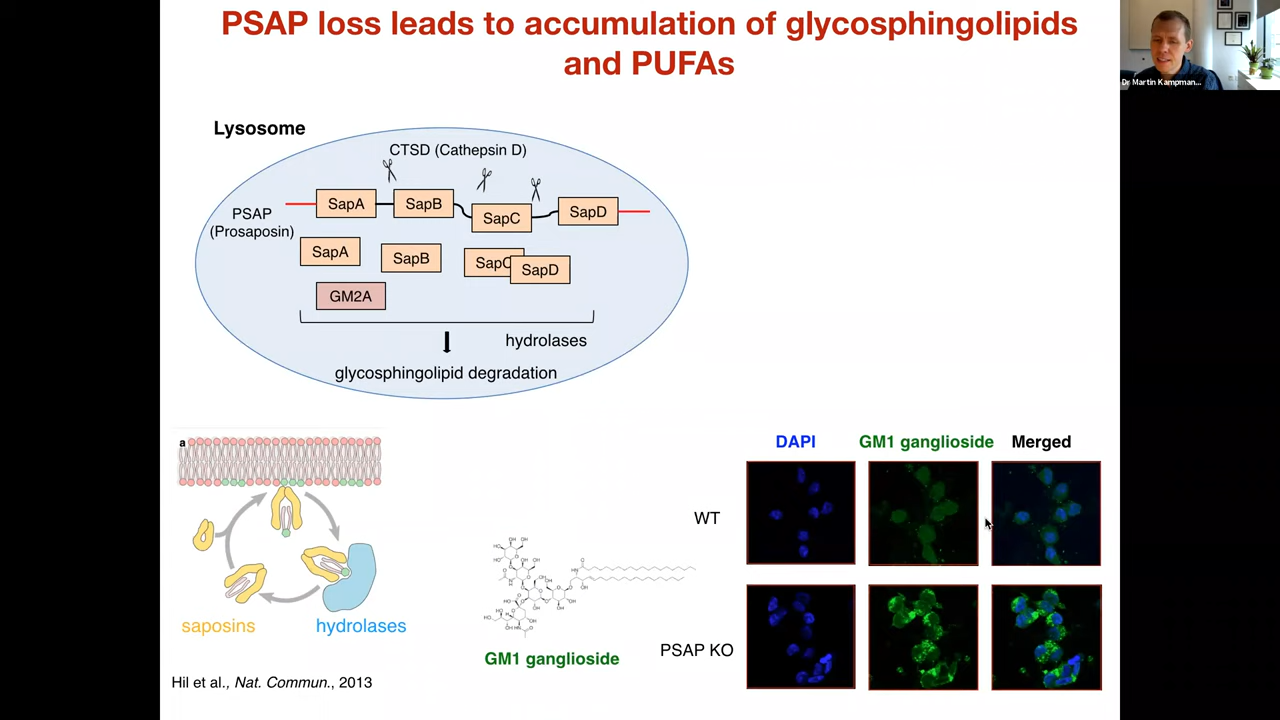 PSAP loss leads to accumulation of glycosphingolipids
and PUFAs
Dr Martin Kampman...
Lysosome
CTSD (Cathepsin D)
SapA
SapB
SapC
SapD
PSAP
(Prosaposin)
SapA
SapB
SapC
SapD
GM2A
hydrolases
glycosphingolipid degradation
a
saposins
hydrolases
Hil et al., Nat. Commun., 2013
GM1 ganglioside
DAPI
GM1 ganglioside
Merged
WT
PSAP KO